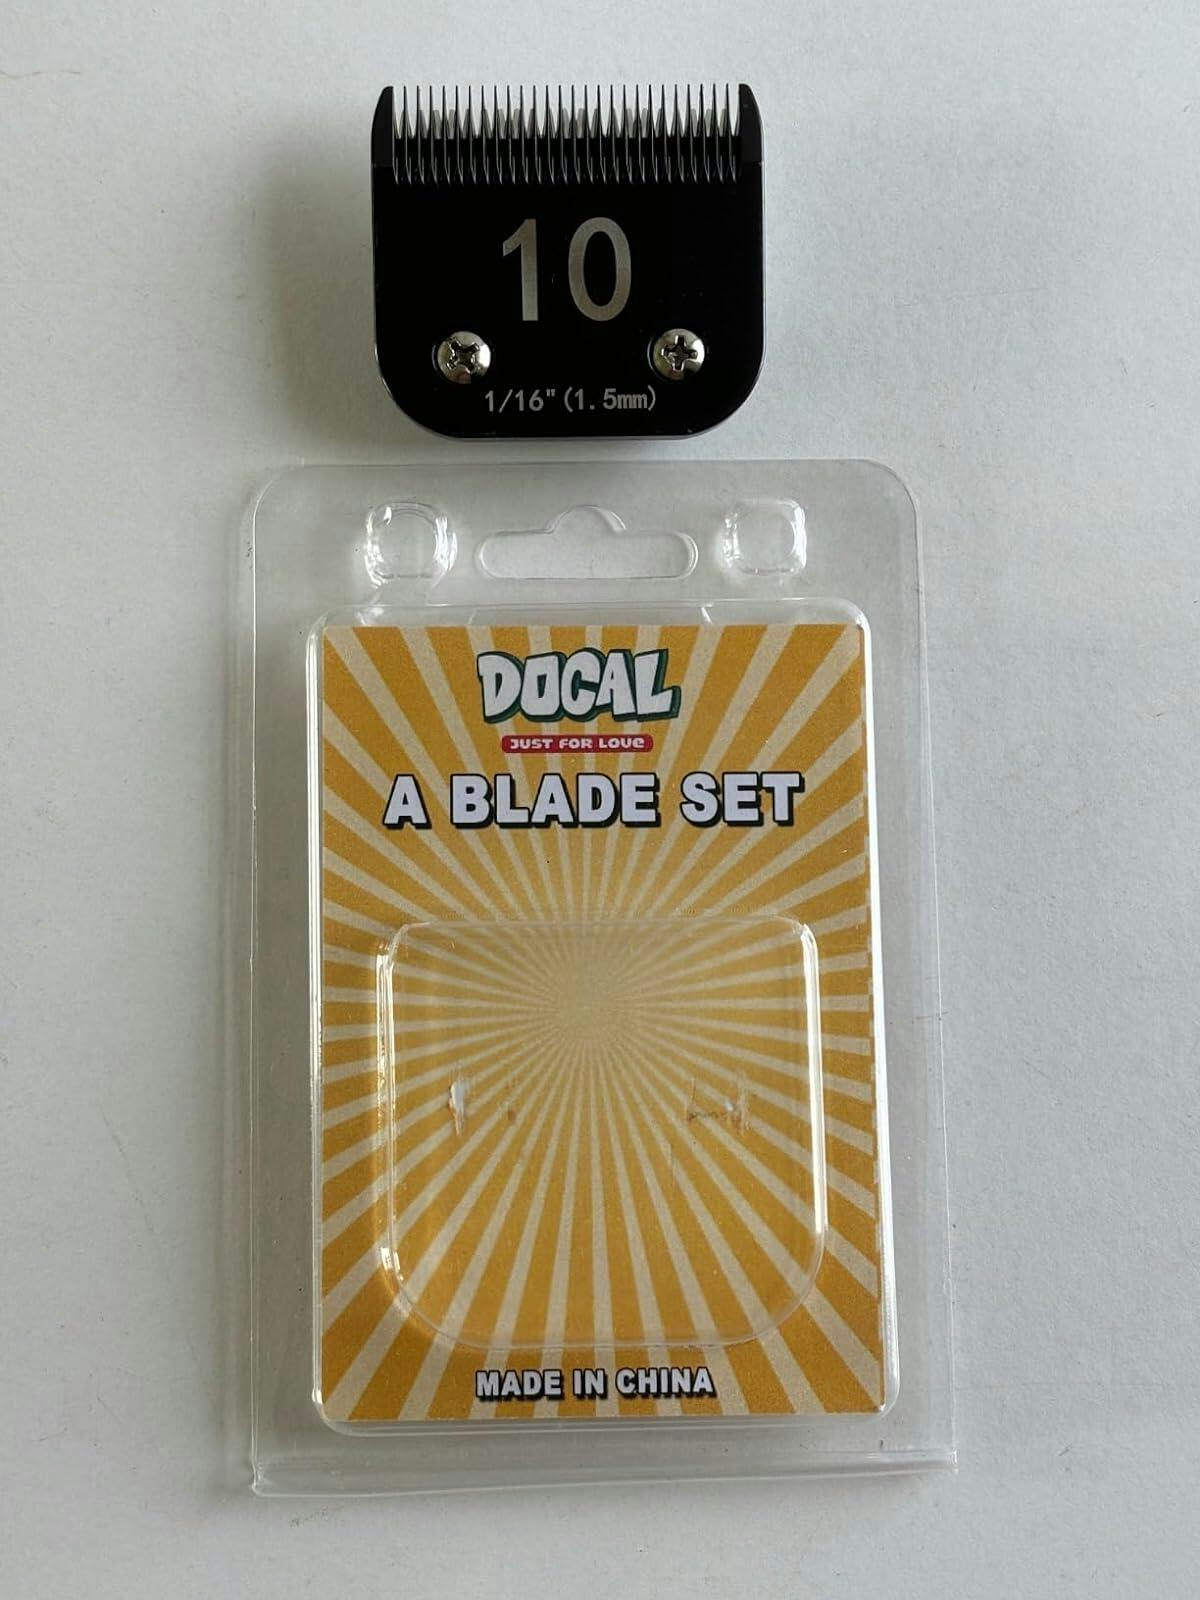 10
1/16"(1.5mm)
DOCAL
JUST FOR LOVE
A BLADE SET
MADE IN CHINA